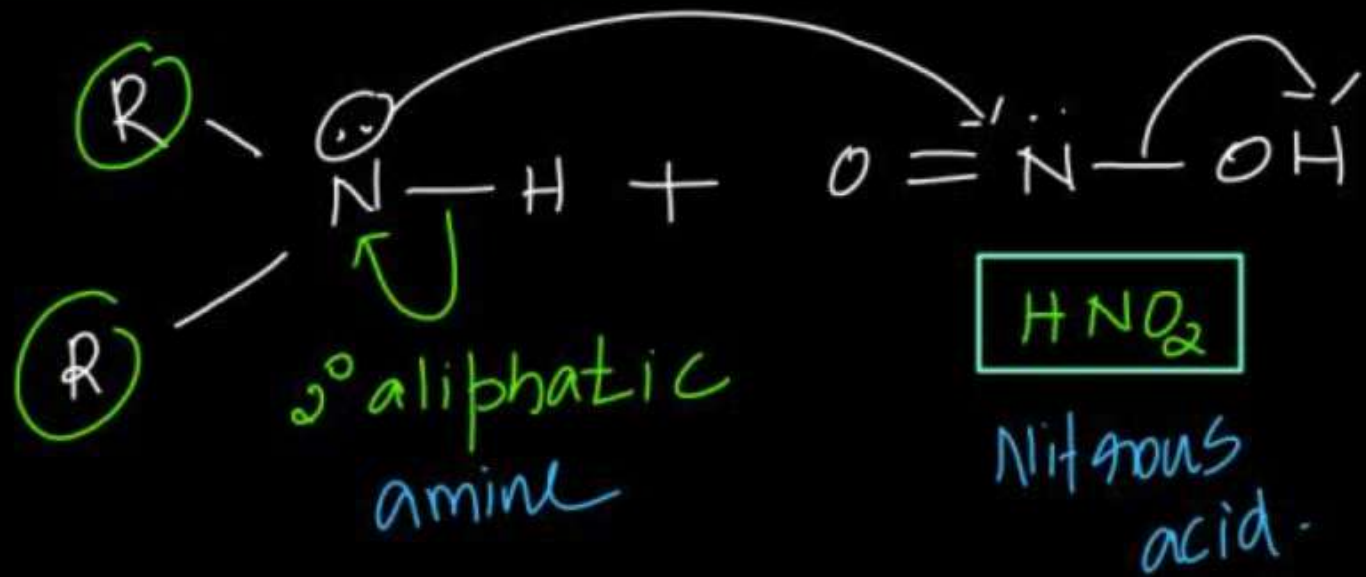 R
N — H + O = N — OH
R
HNO₂
2° aliphatic
amine
Nitrous
acid.